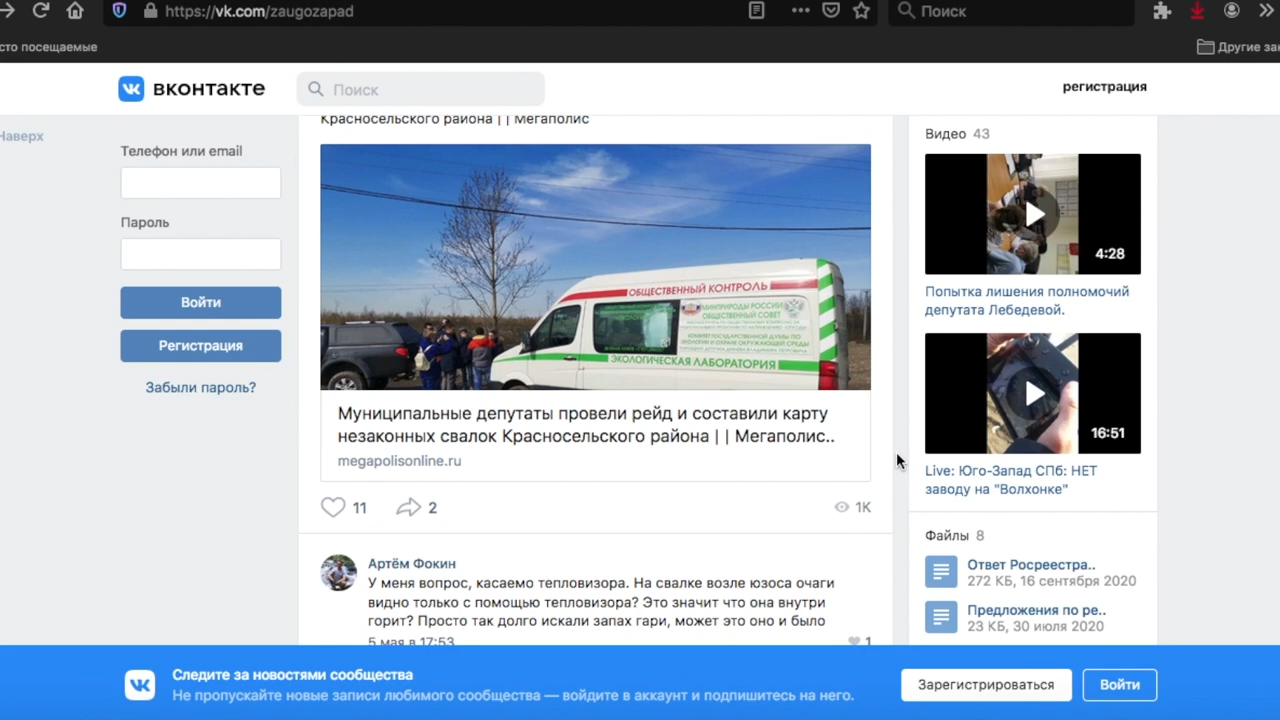 https://vk.com/zaugozapad
Поиск
сто посещаемые
Другие зак
вконтакте
Поиск
регистрация
Наверх
Телефон или email
Пароль
Войти
Регистрация
Забыли пароль?
Красносельского района | | Мегаполис
ОБЩЕСТВЕННЫЙ КОНТРОЛЬ
МИНПРИРОДЫ РОССИИ
ОБЩЕСТВЕННЫЙ СОВЕТ
ЭКОЛОГИЧЕСКАЯ ЛАБОРАТОРИЯ
Муниципальные депутаты провели рейд и составили карту
незаконных свалок Красносельского района | | Мегаполис..
megapolisonline.ru
11
2
1K
Артём Фокин
У меня вопрос, касаемо тепловизора. На свалке возле юзоса очаги
видно только с помощью тепловизора? Это значит что она внутри
горит? Просто так долго искали запах гари, может это оно и было
5 мая в 17:53
1
Видео 43
4:28
Попытка лишения полномочий
депутата Лебедевой.
16:51
Live: Юго-Запад СПб: НЕТ
заводу на "Волхонке"
Файлы 8
Ответ Росреестра..
272 КБ, 16 сентября 2020
Предложения по ре..
23 КБ, 30 июля 2020
Следите за новостями сообщества
Не пропускайте новые записи любимого сообщества — войдите в аккаунт и подпишитесь на него.
Зарегистрироваться
Войти